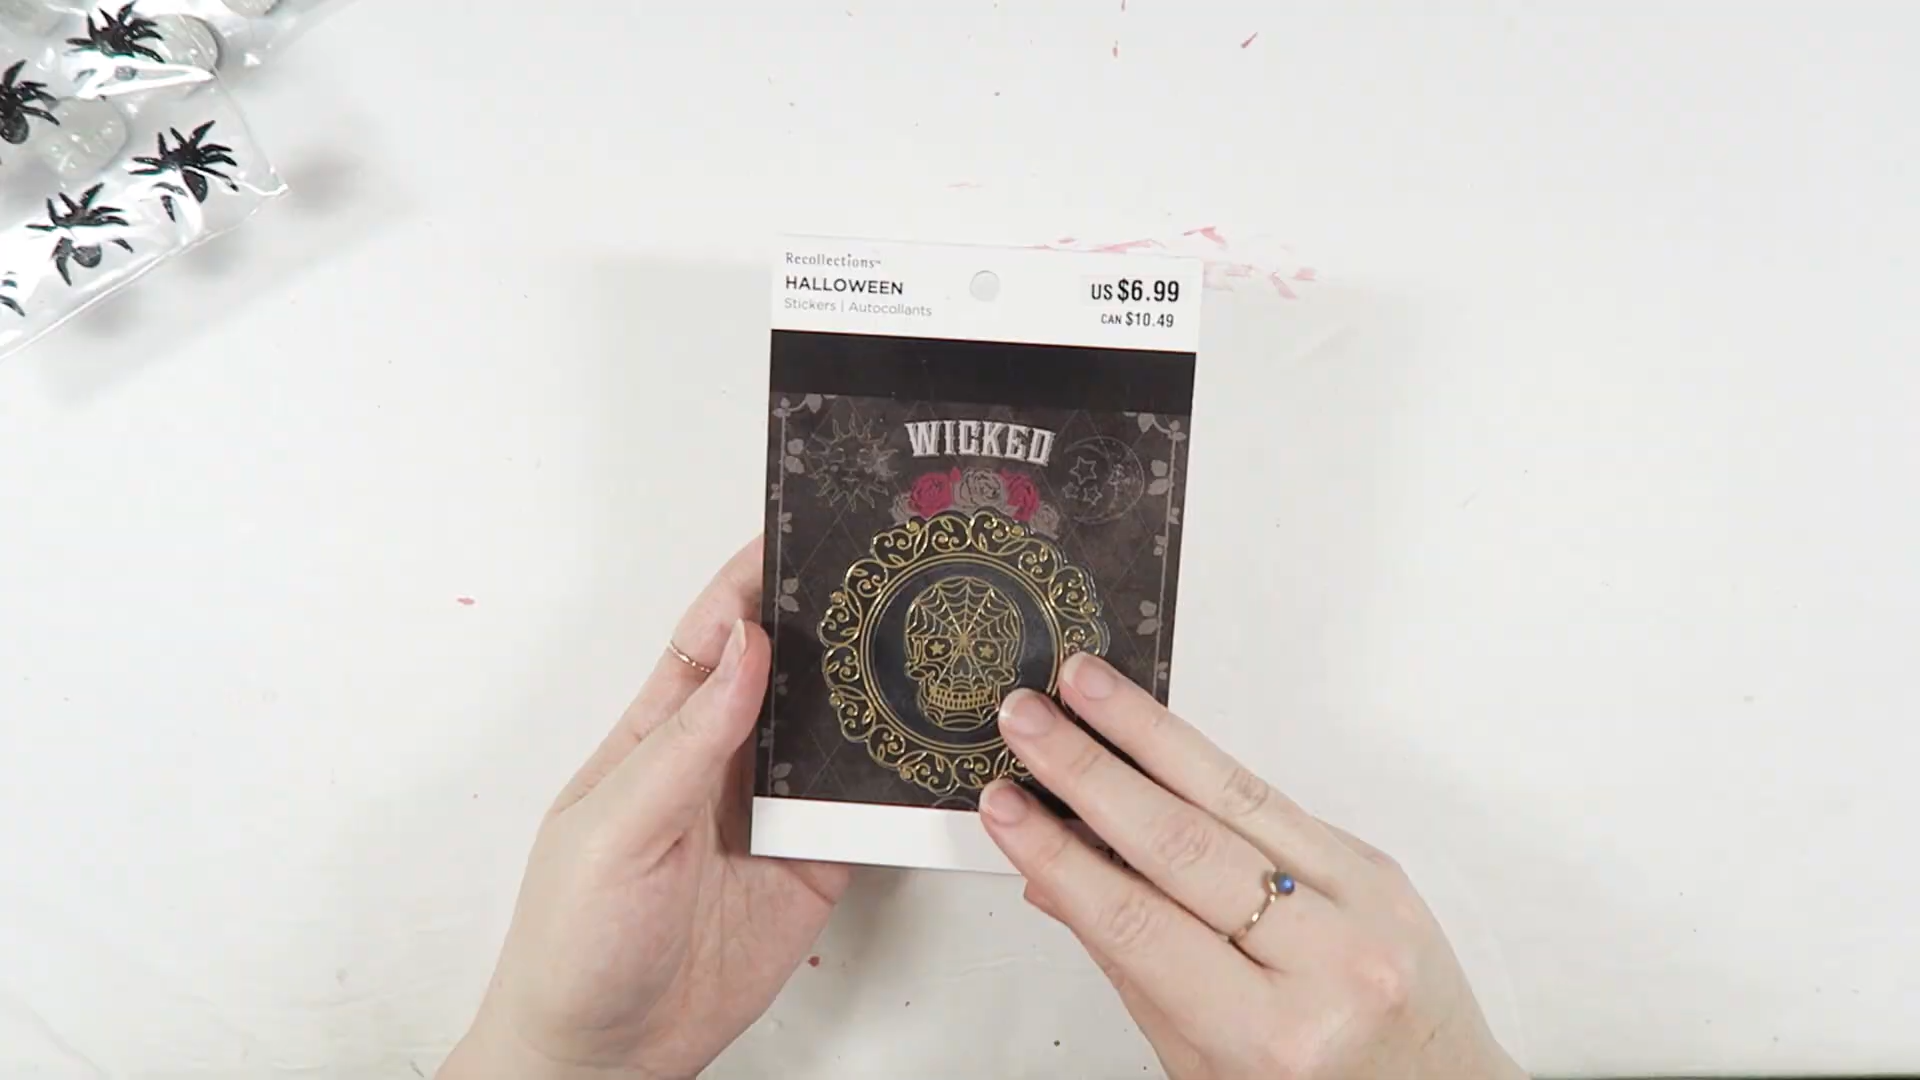 Recollections™
HALLOWEEN
Stickers | Autocollants
US $6.99
CAN $10.49
WICKED